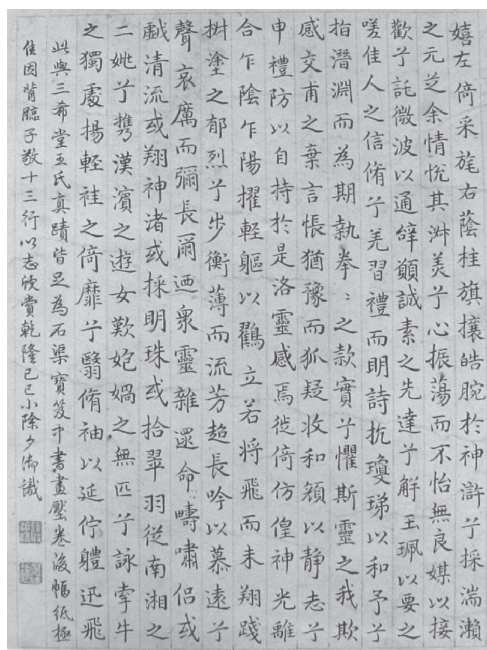 嬉左倚采旄右蔭桂旗攘皓腕於神滸兮採湍瀨
之元芝余情悅其淑美兮心振蕩而不怡無良媒以接
歡兮託微波以通辭願誠素之先達兮解玉珮以要之
嗟佳人之信脩兮羌習禮而明詩抗瓊珶以和予兮
指潛淵而為期執拳〻之款實兮懼斯靈之我欺
感交甫之棄言悵猶豫而狐疑收和顏以靜志兮
申禮防以自持於是洛靈感焉徙倚仿偟神光離
合乍陰乍陽擢輕軀以鶴立若將飛而未翔踐
椒塗之郁烈兮步衡薄而流芳超長吟以慕遠兮
聲哀厲而彌長爾迺衆靈雜遝命疇嘯侶或
戲清流或翔神渚或採明珠或拾翠羽從南湘之
二妃兮攜漢濱之遊女歎匏媧之無匹兮詠牽牛
之獨處揚輕袿之倚靡兮翳脩袖以延佇軆迅飛
此與三希堂王氏真蹟皆足為石渠寶笈中書畫壓卷後幅紙極
佳因背臨子敬十三行以志欣賞乾隆己巳小除夕御識